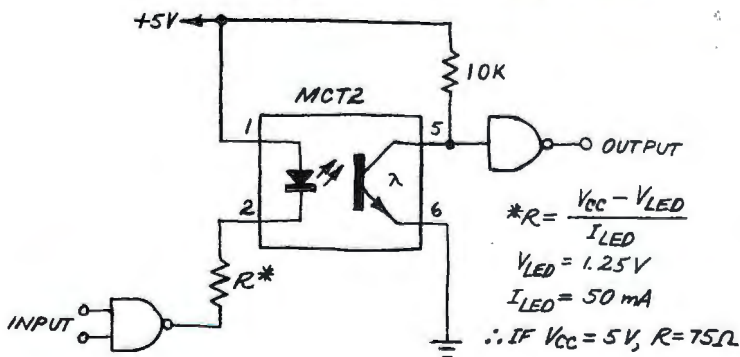 +5V
10K
MCT2
1
5
OUTPUT
λ
2
6
*R = (VCC - VLED) / ILED
R*
VLED = 1.25V
ILED = 50 mA
INPUT
∴ IF VCC = 5V, R = 75Ω